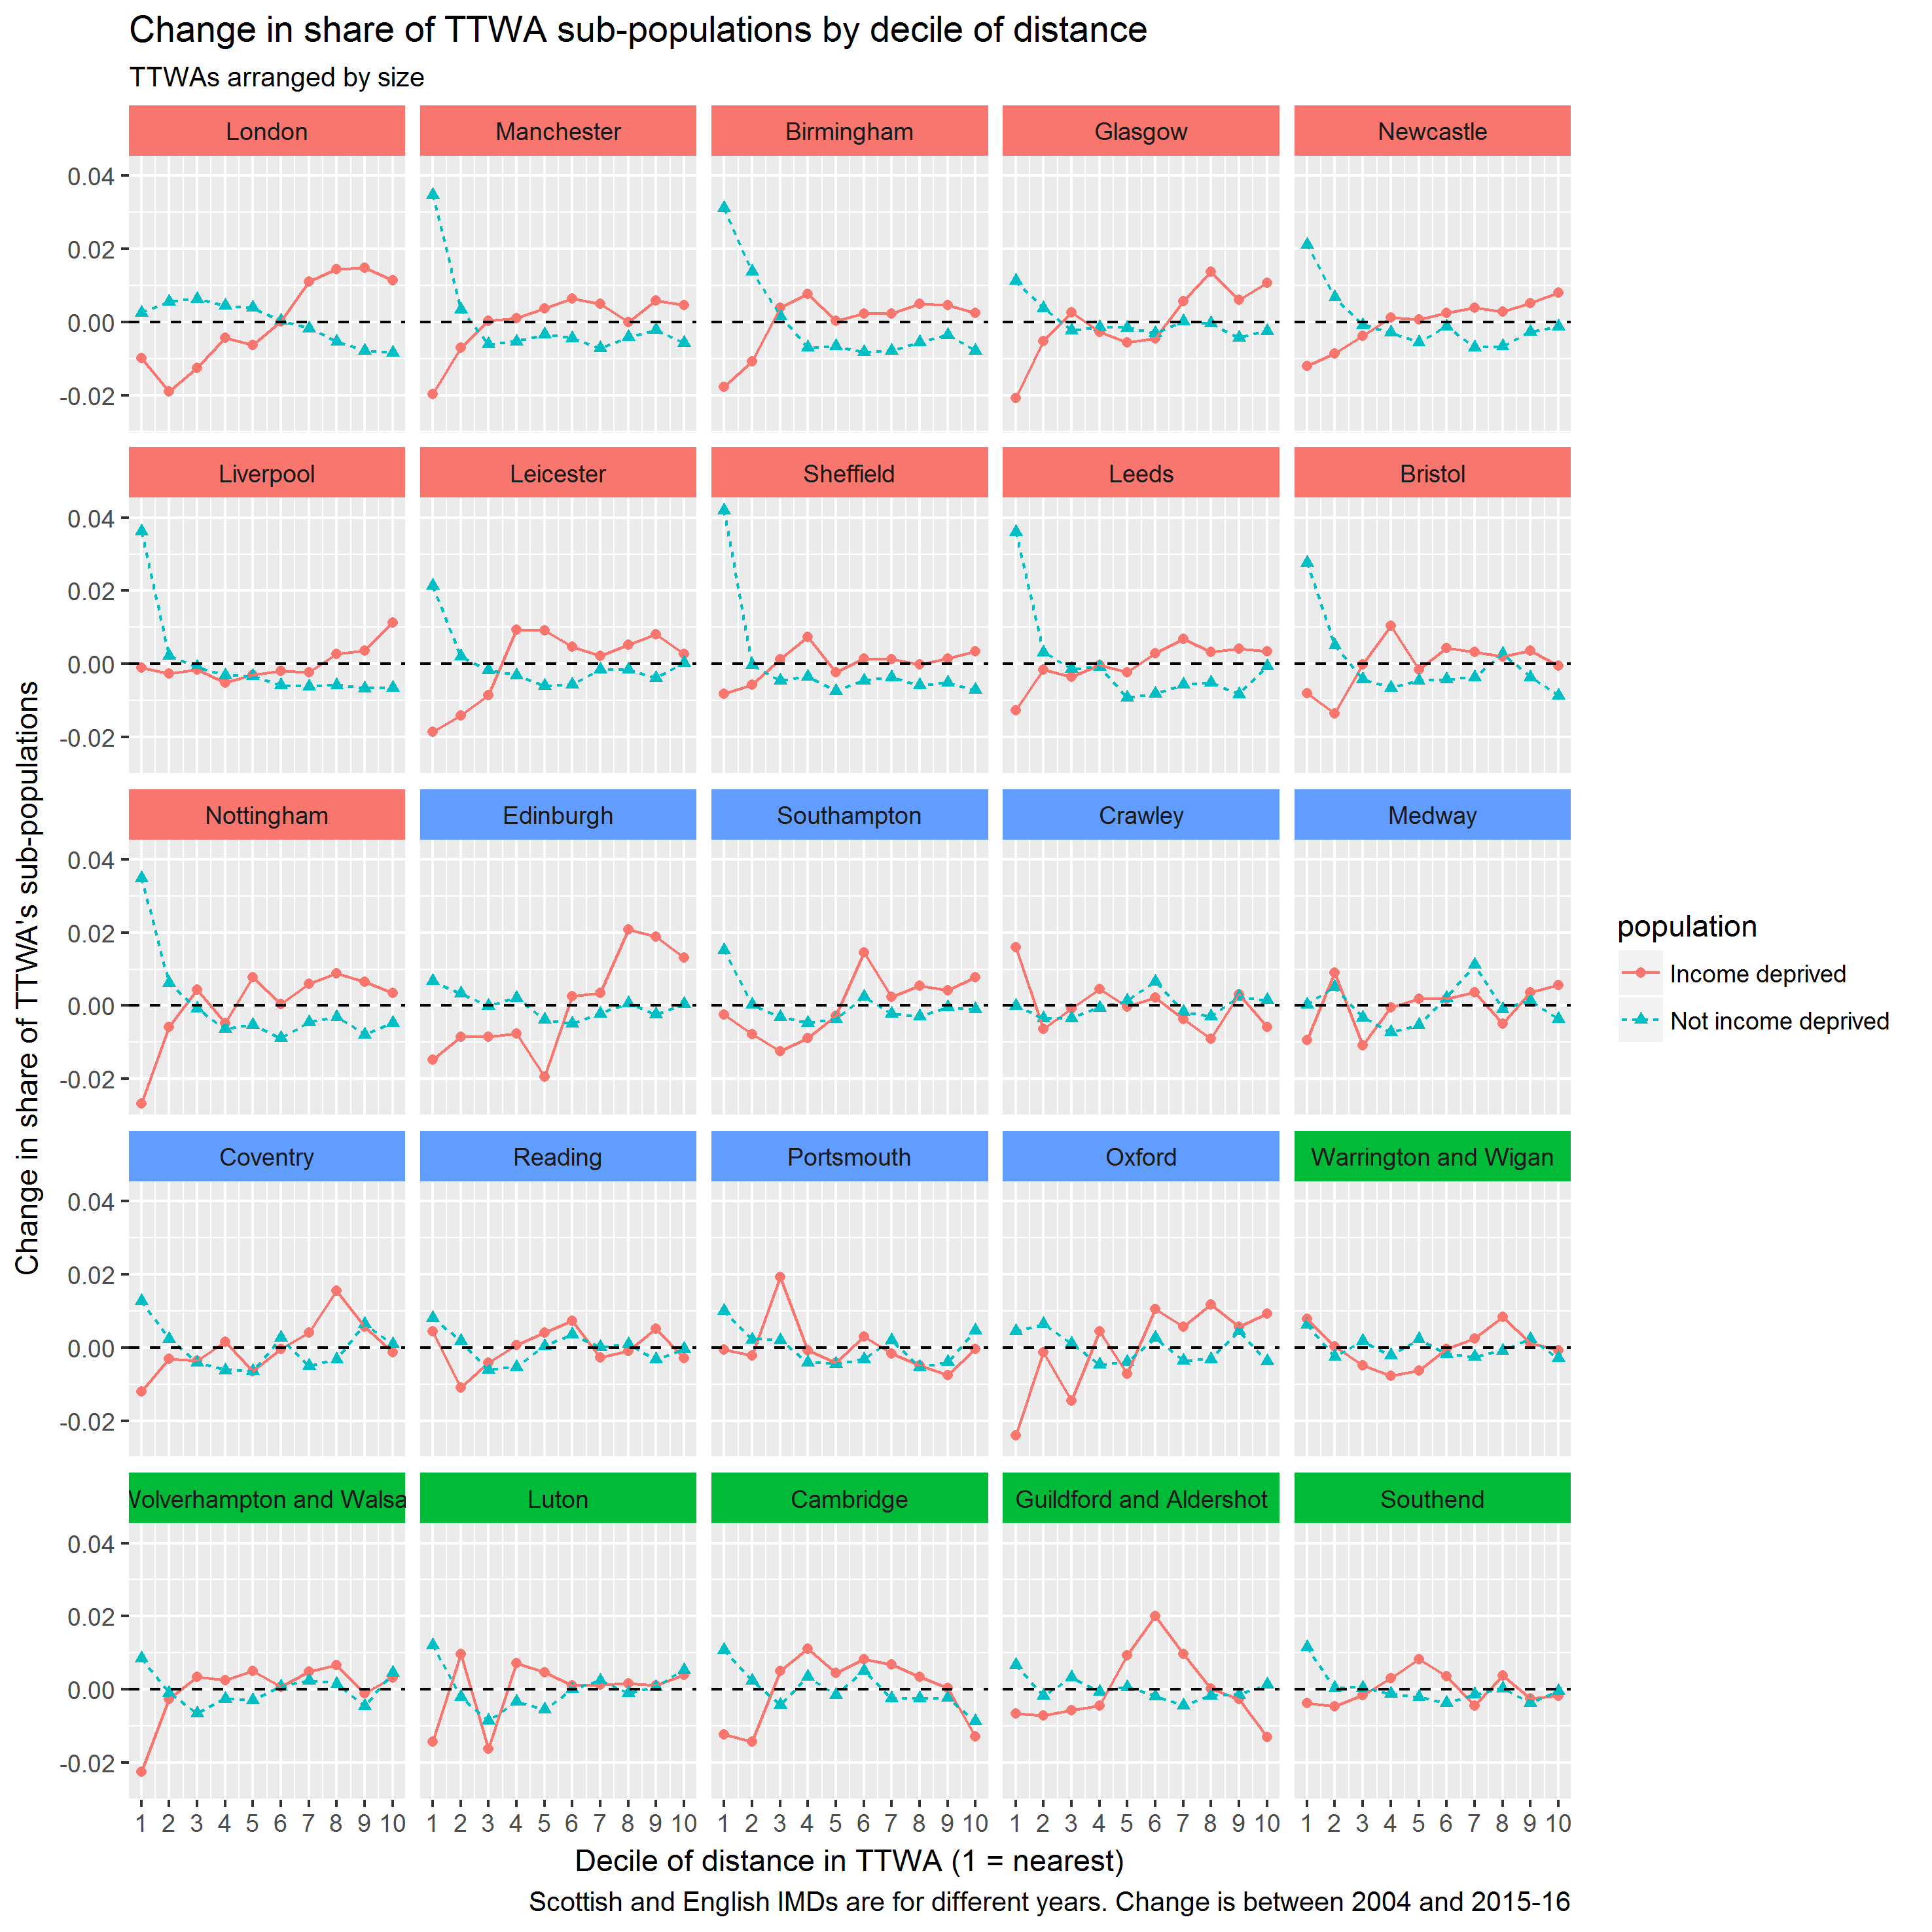 Change in share of TTWA sub-populations by decile of distance
TTWAs arranged by size
London Manchester Birmingham Glasgow Newcastle
0.04
0.02
0.00
-0.02
Liverpool Leicester Sheffield Leeds Bristol
0.04
0.02
0.00
-0.02
Nottingham Edinburgh Southampton Crawley Medway
0.04
0.02
0.00
-0.02
Coventry Reading Portsmouth Oxford Warrington and Wigan
0.04
0.02
0.00
-0.02
Wolverhampton and Walsa Luton Cambridge Guildford and Aldershot Southend
0.04
0.02
0.00
-0.02
1 2 3 4 5 6 7 8 9 10 1 2 3 4 5 6 7 8 9 10 1 2 3 4 5 6 7 8 9 10 1 2 3 4 5 6 7 8 9 10 1 2 3 4 5 6 7 8 9 10
Decile of distance in TTWA (1 = nearest)
Scottish and English IMDs are for different years. Change is between 2004 and 2015-16
Change in share of TTWA's sub-populations
population
Income deprived
Not income deprived